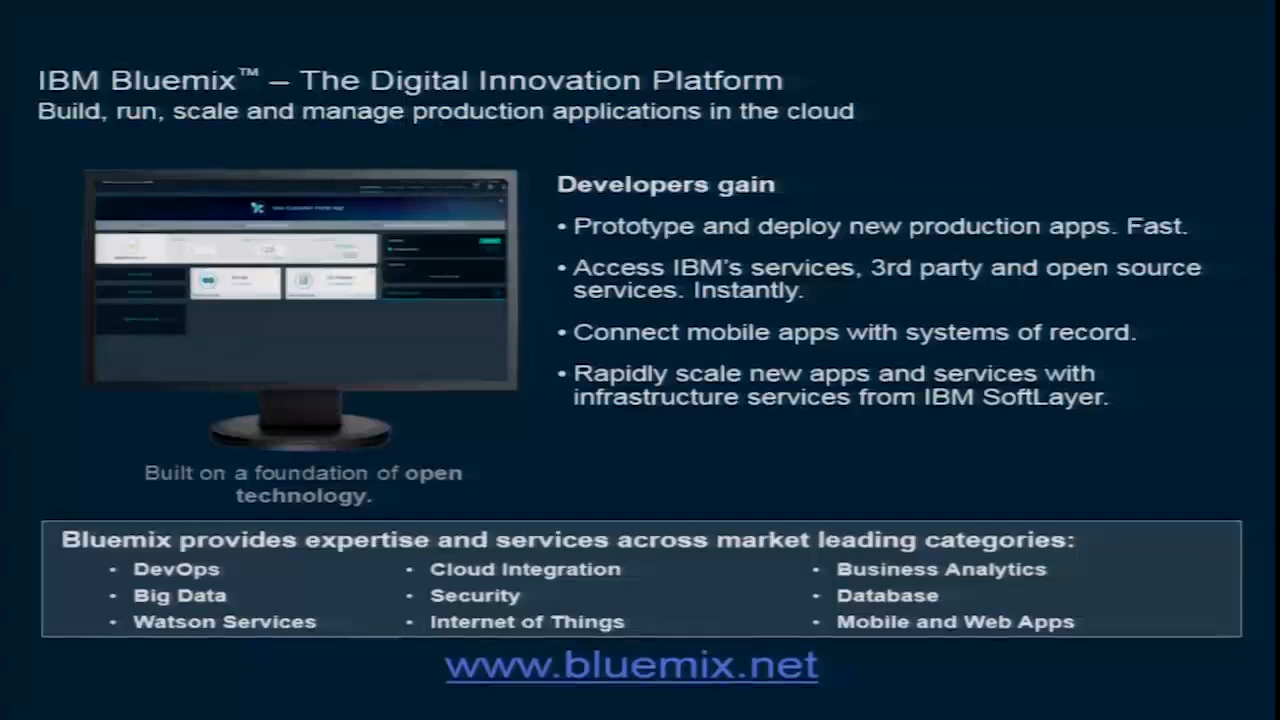 IBM Bluemix™ – The Digital Innovation Platform
Build, run, scale and manage production applications in the cloud
Developers gain
• Prototype and deploy new production apps. Fast.
• Access IBM's services, 3rd party and open source
services. Instantly.
• Connect mobile apps with systems of record.
• Rapidly scale new apps and services with
infrastructure services from IBM SoftLayer.
Built on a foundation of open
technology.
Bluemix provides expertise and services across market leading categories:
• DevOps
• Big Data
• Watson Services
• Cloud Integration
• Security
• Internet of Things
• Business Analytics
• Database
• Mobile and Web Apps
www.bluemix.net